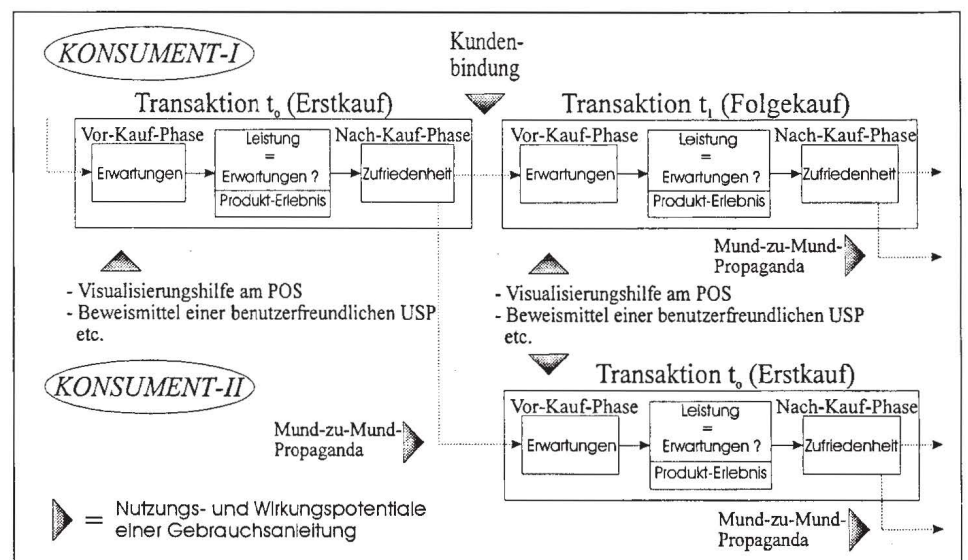 KONSUMENT-I
Kunden-
bindung
Transaktion t₀ (Erstkauf)
Vor-Kauf-Phase
Erwartungen
Leistung
=
Erwartungen ?
Produkt-Erlebnis
Nach-Kauf-Phase
Zufriedenheit
Transaktion t₁ (Folgekauf)
Vor-Kauf-Phase
Erwartungen
Leistung
=
Erwartungen ?
Produkt-Erlebnis
Nach-Kauf-Phase
Zufriedenheit
Mund-zu-Mund-
Propaganda
- Visualisierungshilfe am POS
- Beweismittel einer benutzerfreundlichen USP
etc.
- Visualisierungshilfe am POS
- Beweismittel einer benutzerfreundlichen USP
etc.
KONSUMENT-II
Mund-zu-Mund-
Propaganda
Transaktion t₀ (Erstkauf)
Vor-Kauf-Phase
Erwartungen
Leistung
=
Erwartungen ?
Produkt-Erlebnis
Nach-Kauf-Phase
Zufriedenheit
Mund-zu-Mund-
Propaganda
= Nutzungs- und Wirkungspotentiale
einer Gebrauchsanleitung